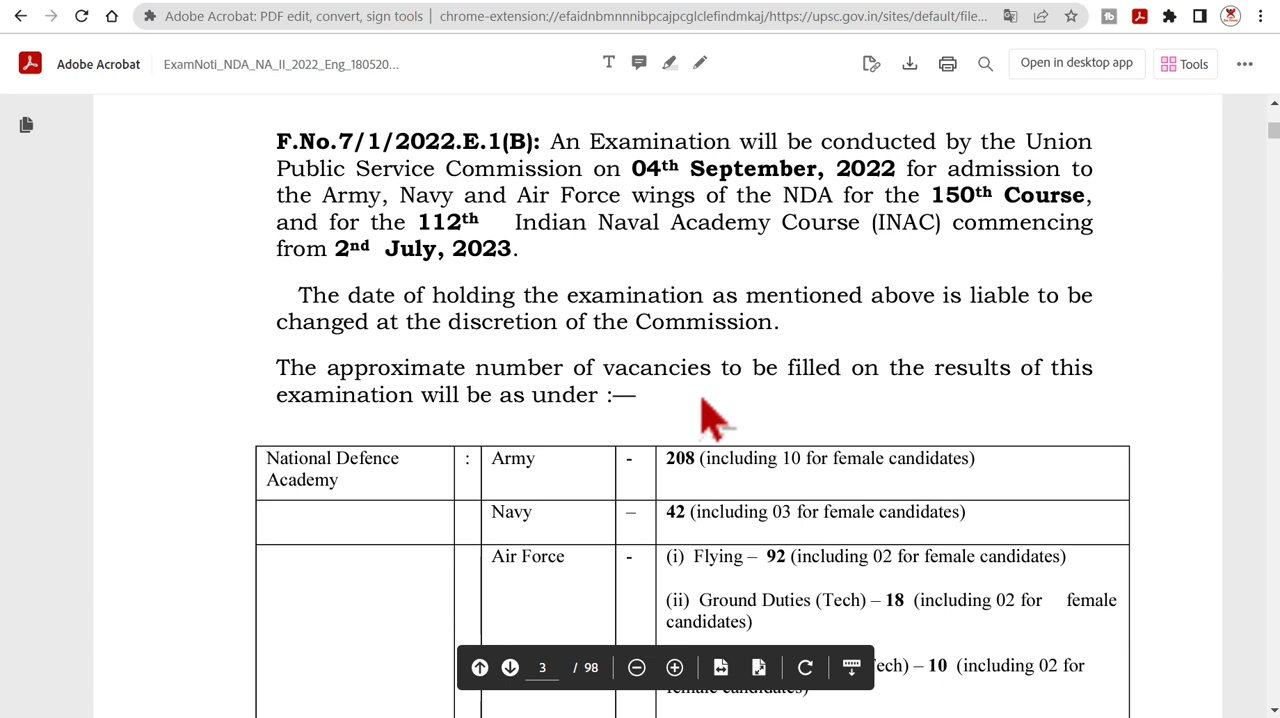 Adobe Acrobat: PDF edit, convert, sign tools | chrome-extension://efaidnbmnnnibpcajpcglclefindmkaj/https://upsc.gov.in/sites/default/file...
Adobe Acrobat ExamNoti_NDA_NA_II_2022_Eng_180520... Open in desktop app Tools
F.No.7/1/2022.E.1(B): An Examination will be conducted by the Union
Public Service Commission on 04th September, 2022 for admission to
the Army, Navy and Air Force wings of the NDA for the 150th Course,
and for the 112th Indian Naval Academy Course (INAC) commencing
from 2nd July, 2023.
The date of holding the examination as mentioned above is liable to be
changed at the discretion of the Commission.
The approximate number of vacancies to be filled on the results of this
examination will be as under :—
National Defence : Army - 208 (including 10 for female candidates)
Academy
Navy – 42 (including 03 for female candidates)
Air Force - (i) Flying – 92 (including 02 for female candidates)
(ii) Ground Duties (Tech) – 18 (including 02 for female
candidates)
3 / 98 ech) – 10 (including 02 for
female candidates)